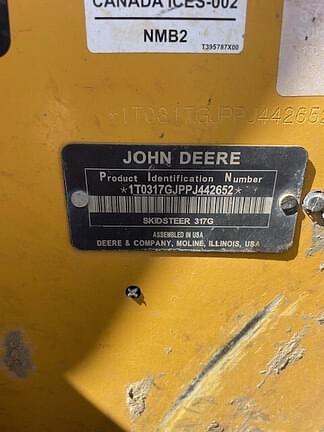 CANADA ICES-002
NMB2
T395787X00
*1T0317GJPPJ442652
JOHN DEERE
Product Identification Number
*1T0317GJPPJ442652*
SKIDSTEER 317G
ASSEMBLED IN USA
DEERE & COMPANY, MOLINE, ILLINOIS, USA